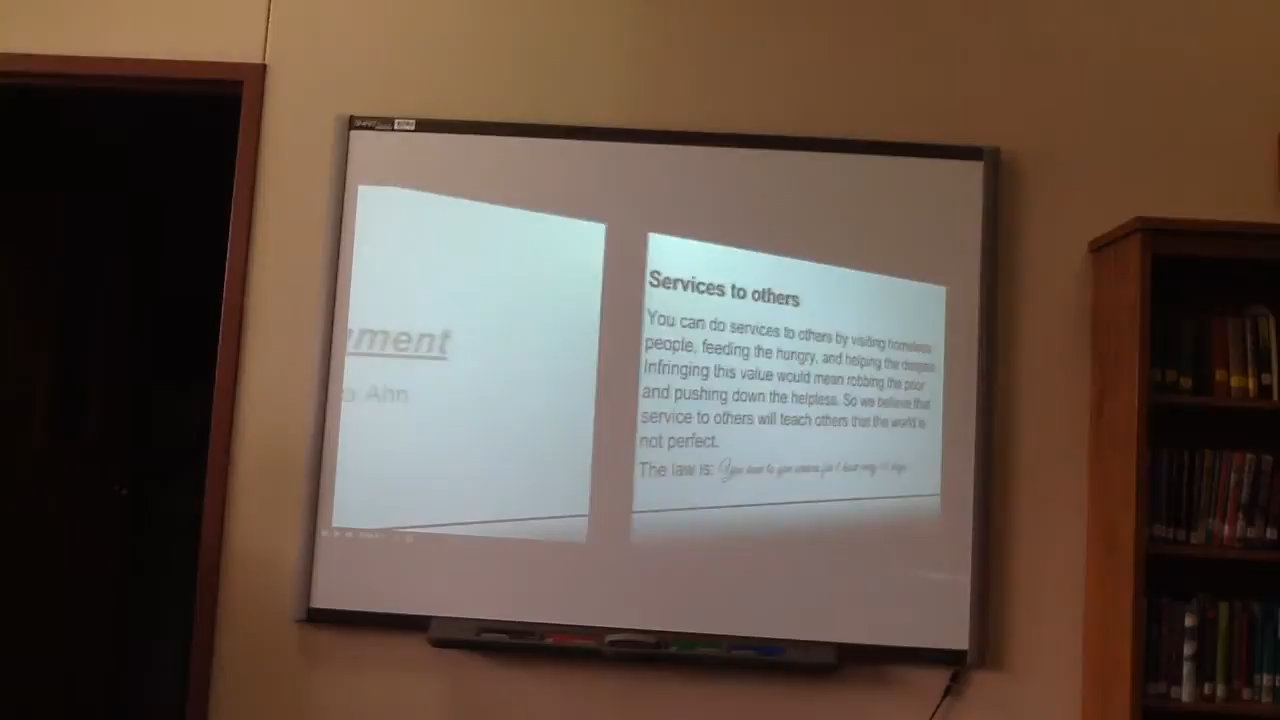 SMART
ement
Ahn
Services to others
You can do services to others by visiting homeless
people, feeding the hungry, and helping the
Infringing this value would mean robbing the poor
and pushing down the helpless. So we believe that
service to others will teach others that the world is
not perfect.
The law is: